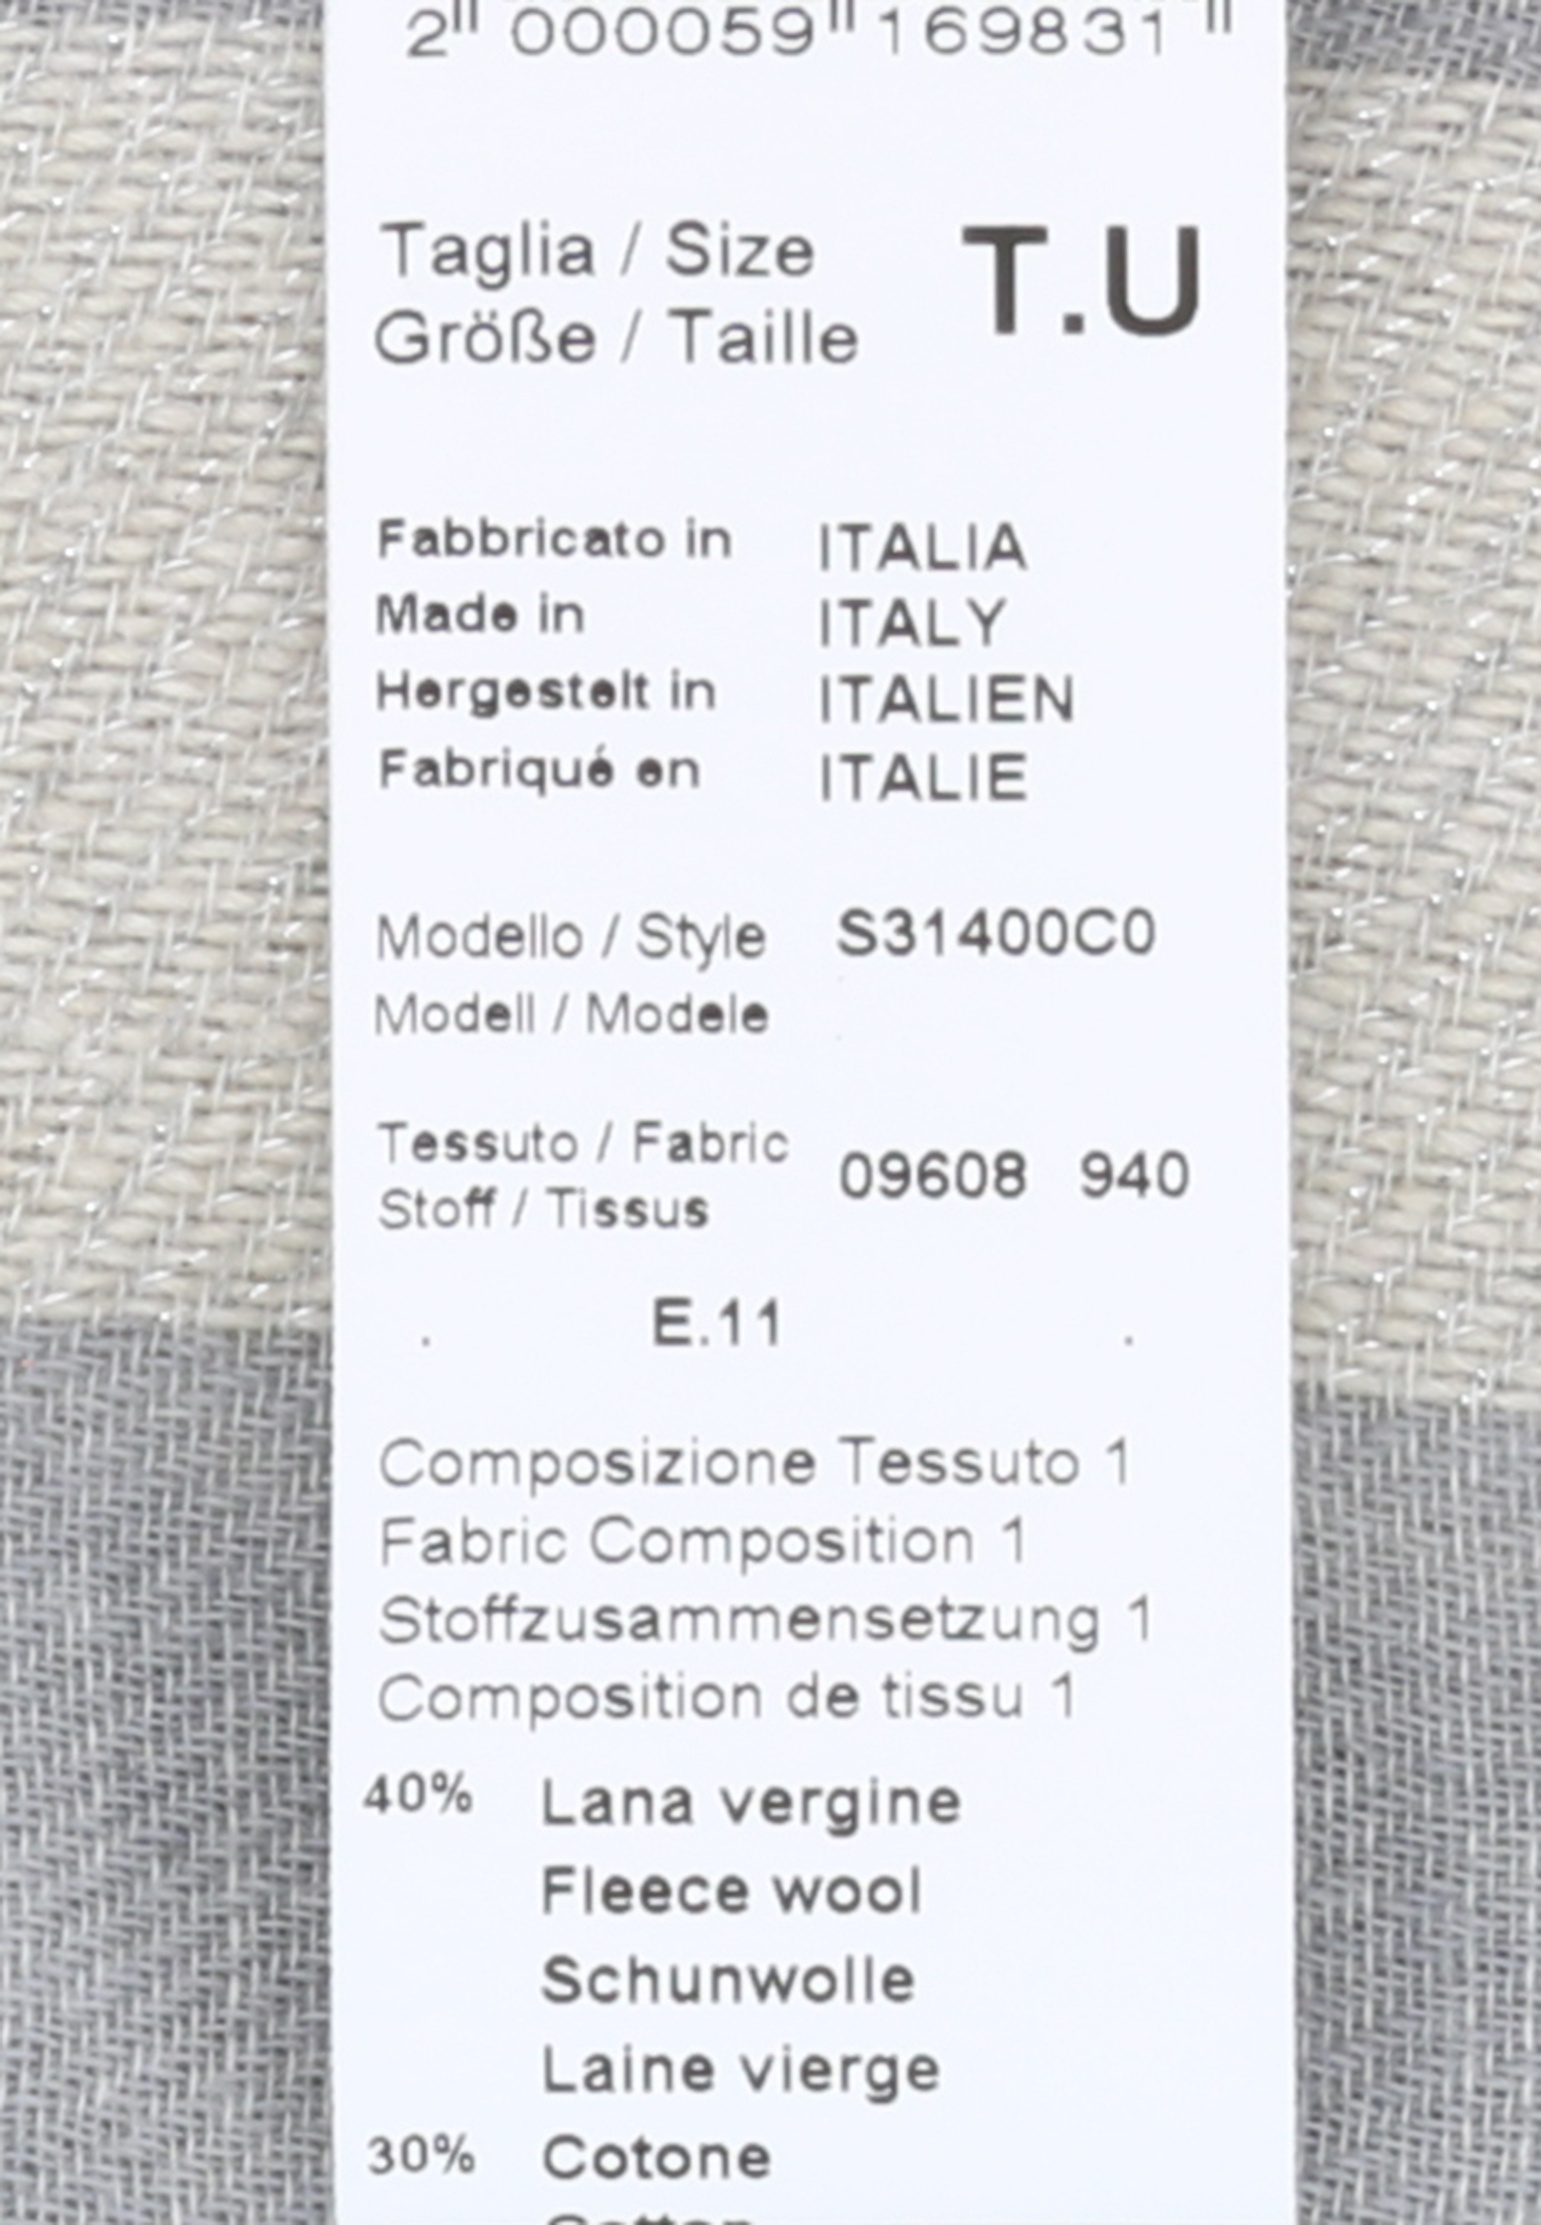 2 000059 169831
Taglia / Size T.U
Größe / Taille
Fabbricato in ITALIA
Made in ITALY
Hergestelt in ITALIEN
Fabriqué en ITALIE
Modello / Style S31400C0
Modell / Modele
Tessuto / Fabric 09608 940
Stoff / Tissus
. E.11 .
Composizione Tessuto 1
Fabric Composition 1
Stoffzusammensetzung 1
Composition de tissu 1
40% Lana vergine
Fleece wool
Schunwolle
Laine vierge
30% Cotone